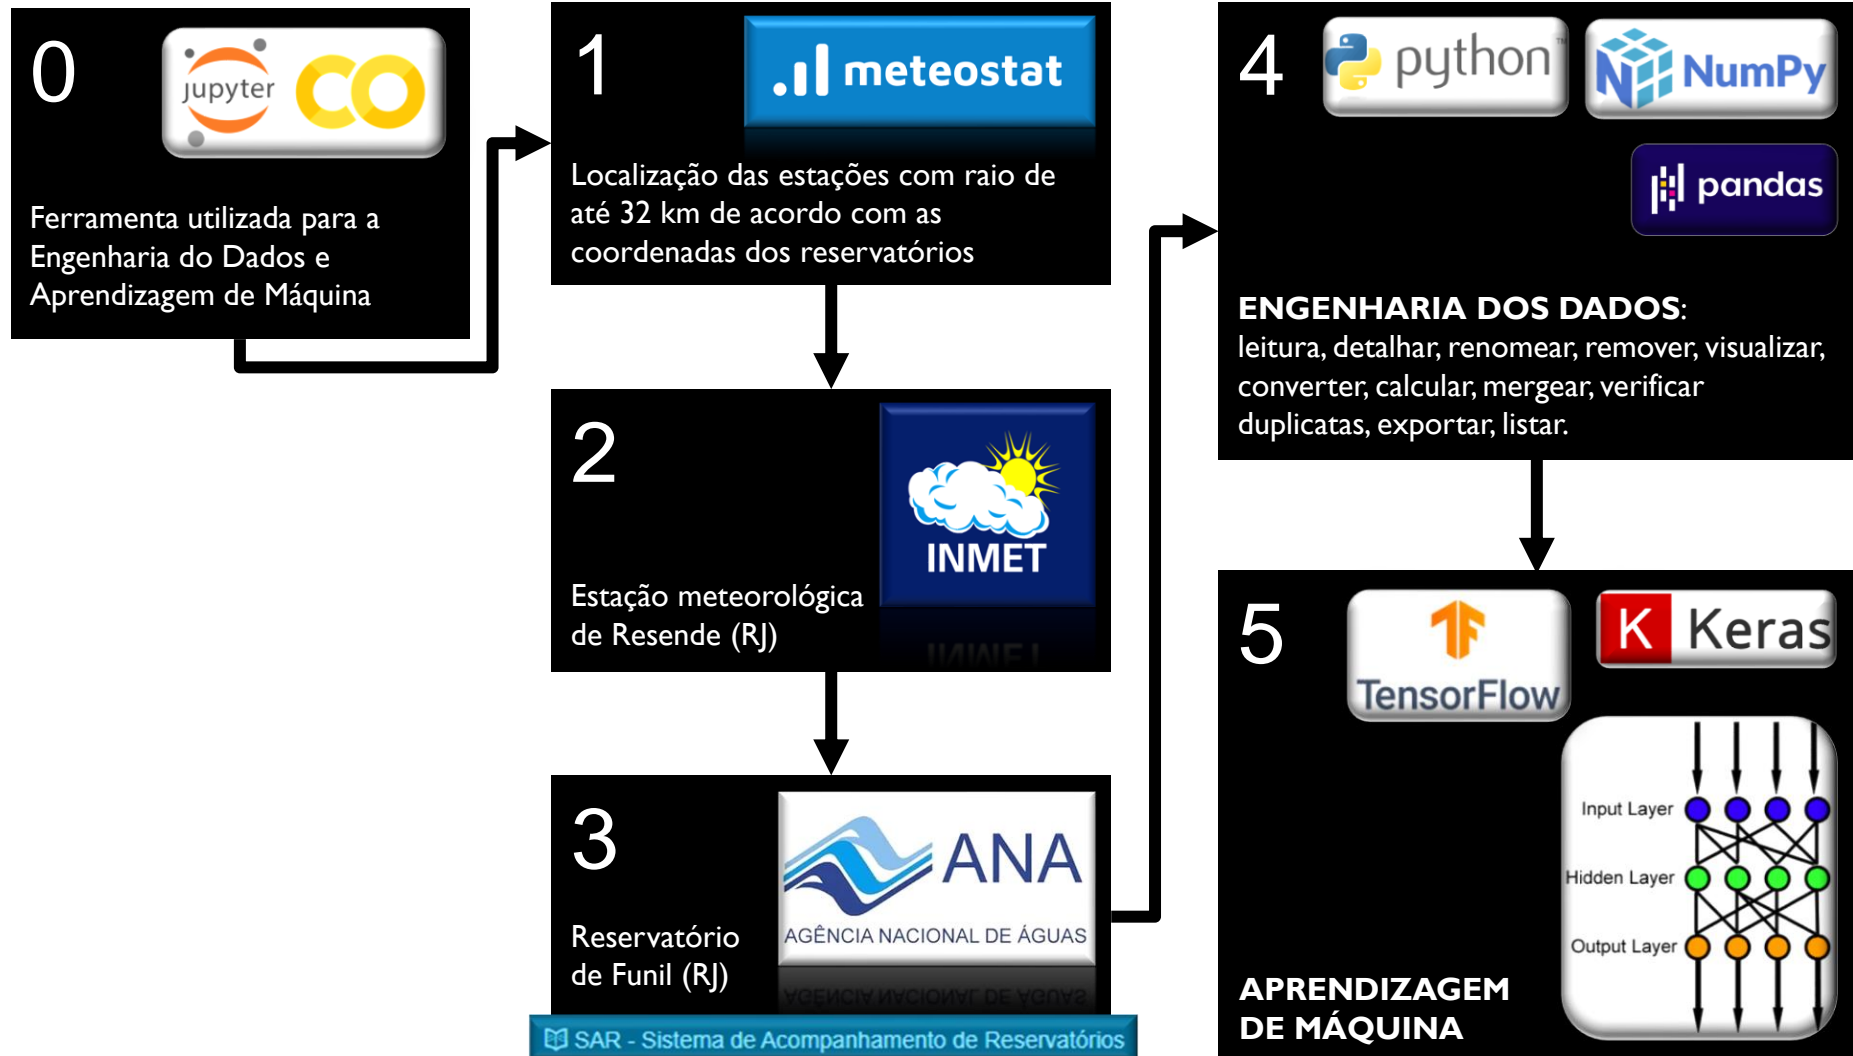 0
jupyter
CO
Ferramenta utilizada para a
Engenharia do Dados e
Aprendizagem de Máquina
1
meteostat
Localização das estações com raio de
até 32 km de acordo com as
coordenadas dos reservatórios
2
INMET
Estação meteorológica
de Resende (RJ)
3
ANA
AGÊNCIA NACIONAL DE ÁGUAS
Reservatório
de Funil (RJ)
SAR - Sistema de Acompanhamento de Reservatórios
4
python™
NumPy
pandas
ENGENHARIA DOS DADOS:
leitura, detalhar, renomear, remover, visualizar,
converter, calcular, mergear, verificar
duplicatas, exportar, listar.
5
TensorFlow
K Keras
Input Layer
Hidden Layer
Output Layer
APRENDIZAGEM
DE MÁQUINA